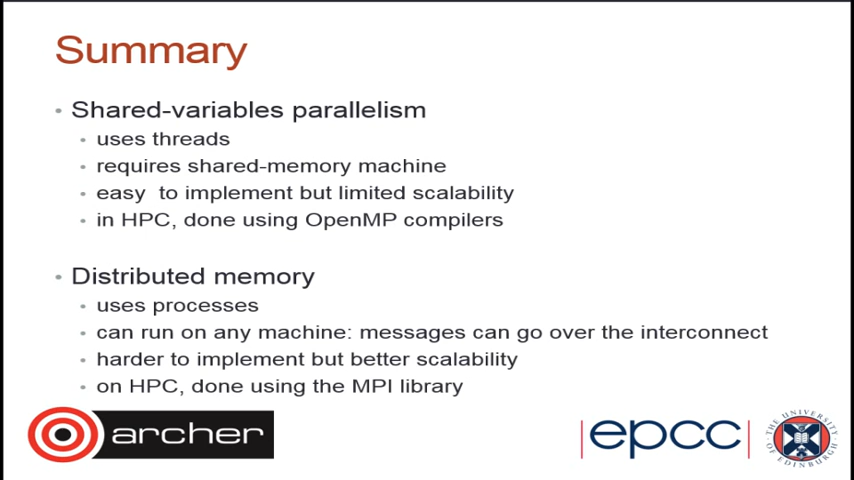 Summary
• Shared-variables parallelism
• uses threads
• requires shared-memory machine
• easy  to implement but limited scalability
• in HPC, done using OpenMP compilers
• Distributed memory
• uses processes
• can run on any machine: messages can go over the interconnect
• harder to implement but better scalability
• on HPC, done using the MPI library
archer
epcc
THE UNIVERSITY OF EDINBURGH